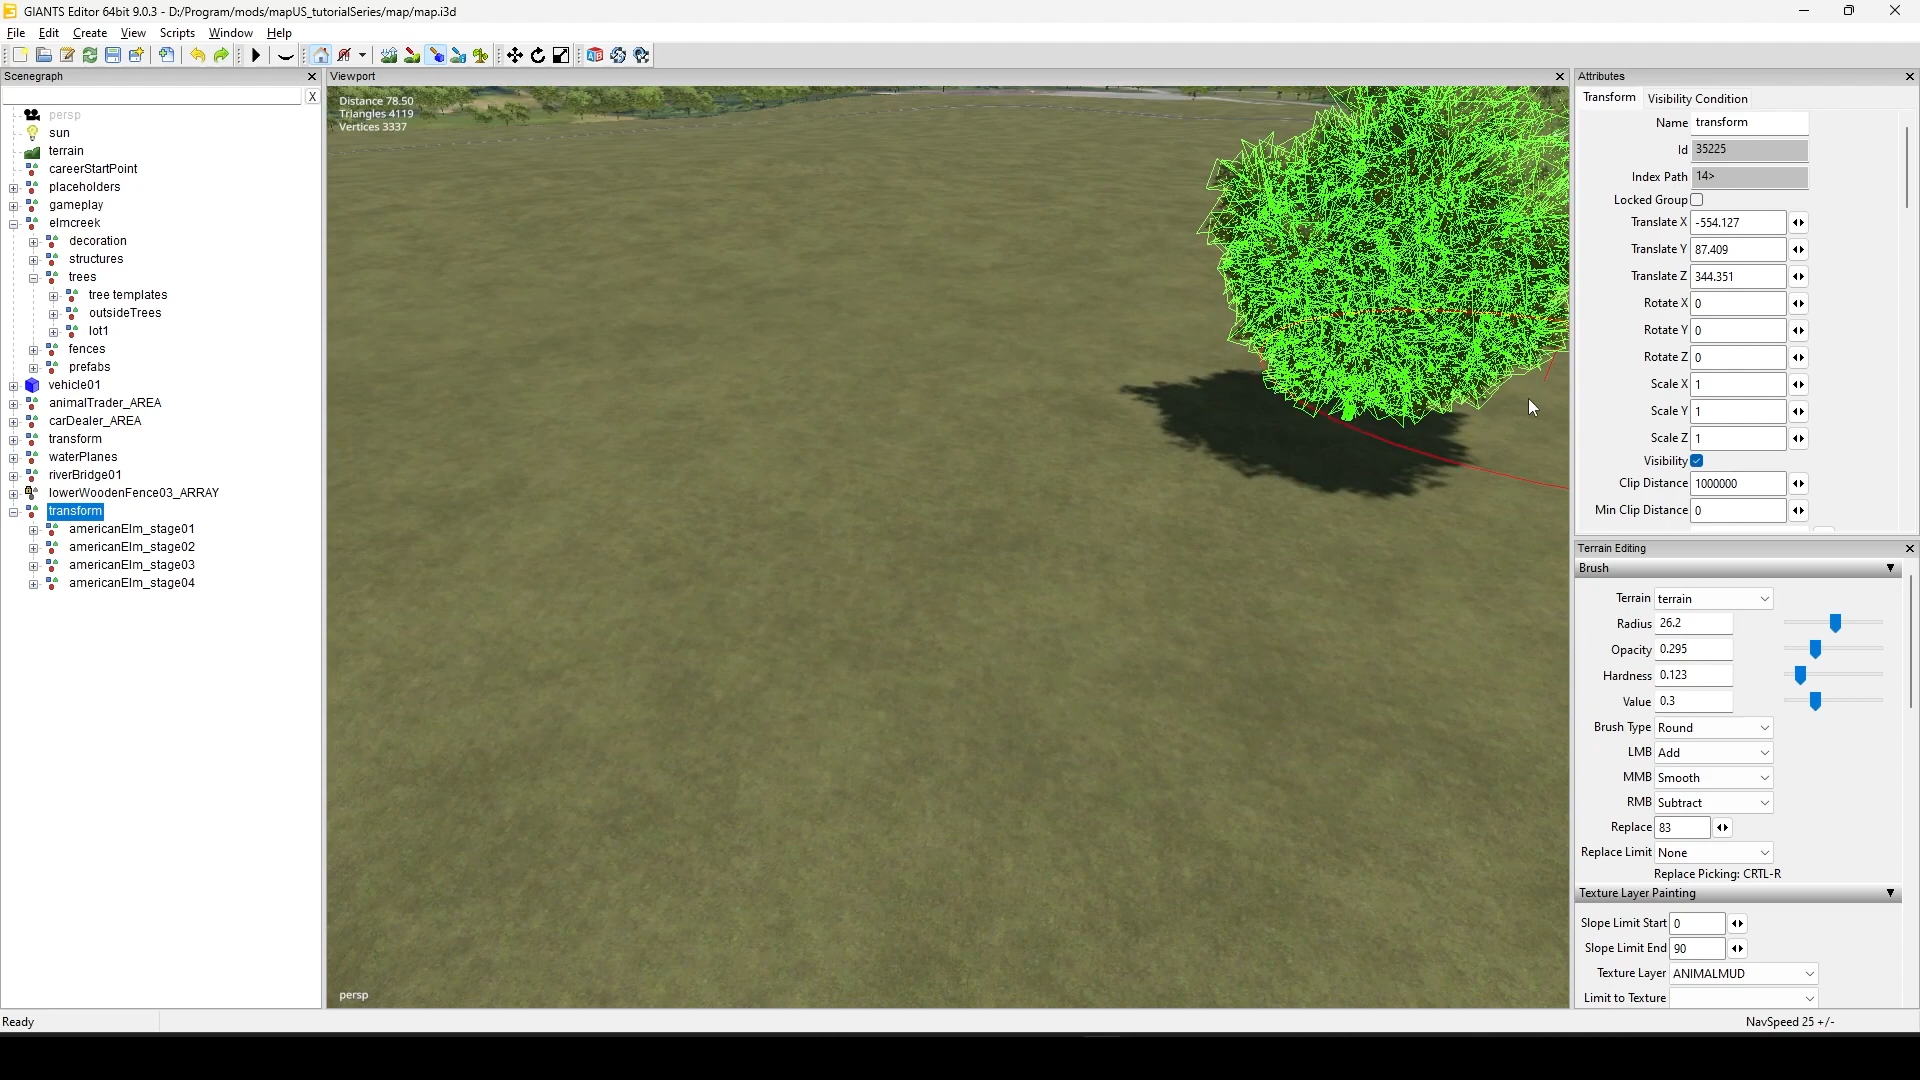 GIANTS Editor 64bit 9.0.3 - D:/Program/mods/mapUS_tutorialSeries/map/map.i3d
File Edit Create View Scripts Window Help
Scenegraph
X
persp
sun
terrain
careerStartPoint
placeholders
gameplay
elmcreek
decoration
structures
trees
tree templates
outsideTrees
lot1
fences
prefabs
vehicle01
animalTrader_AREA
carDealer_AREA
transform
waterPlanes
riverBridge01
lowerWoodenFence03_ARRAY
transform
americanElm_stage01
americanElm_stage02
americanElm_stage03
americanElm_stage04
Viewport
Distance 78.50
Triangles 4119
Vertices 3337
persp
Attributes
Transform Visibility Condition
Name transform
Id 35225
Index Path 14>
Locked Group
Translate X -554.127
Translate Y 87.409
Translate Z 344.351
Rotate X 0
Rotate Y 0
Rotate Z 0
Scale X 1
Scale Y 1
Scale Z 1
Visibility
Clip Distance 1000000
Min Clip Distance 0
Terrain Editing
Brush
Terrain terrain
Radius 26.2
Opacity 0.295
Hardness 0.123
Value 0.3
Brush Type Round
LMB Add
MMB Smooth
RMB Subtract
Replace 83
Replace Limit None
Replace Picking: CRTL-R
Texture Layer Painting
Slope Limit Start 0
Slope Limit End 90
Texture Layer ANIMALMUD
Limit to Texture
Ready
NavSpeed 25 +/-